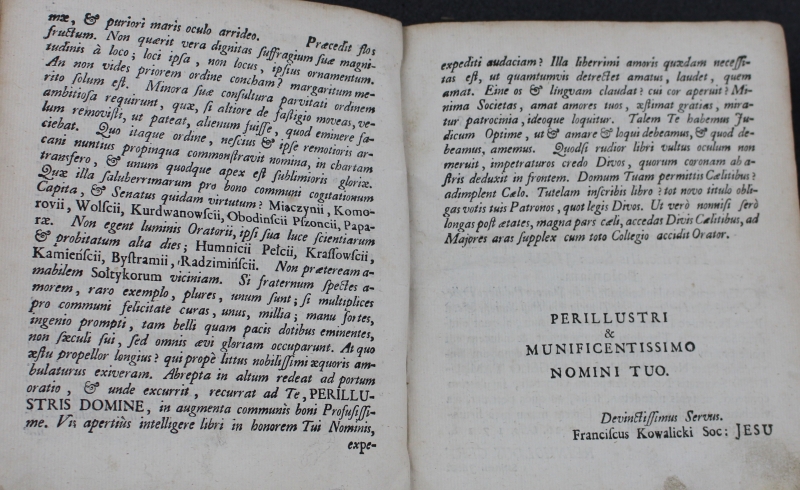 mæ, & puriori maris oculo arrideo. Præcedit flos
fructum. Non quærit vera dignitas suffragium suæ magni-
tudinis à loco; loci ipsa, non locus, ipsius ornamentum.
An non vides priorem ordine concham? margaritum me-
rito solum est. Minora suæ consultura parvitati ordinem
ambitiosa requirunt, quæ, si altiore de fastigio moveas, ve-
lum removisti, ut pateat, alienum fuisse, quod eminere fa-
ciebat. Quo itaque ordine, nescius & ipse remotioris ar-
cani nuntius propinqua commonstravit nomina, in chartam
transfero, & unum quodque apex est sublimioris gloriæ.
Quæ illa saluberrimarum pro bono communi cogitationum
Capita, & Senatus quidam virtutum? Miaczynii, Komo-
rovii, Wolscii, Kurdwanowscii, Obodinscii Pszoncii, Papa-
ræ. Non egent luminis Oratorii, ipsi sua luce scientiarum
& probitatum alta dies; Humnicii Pelcii, Krassowscii,
Kamienscii, Bystramii, Radziminscii. Non præteream a-
mabilem Sołtykorum viciniam. Si fraternum spectes a-
morem, raro exemplo, plures, unum sunt; si multiplices
pro communi felicitate curas, unus, millia; manu fortes,
ingenio prompti, tam belli quam pacis dotibus eminentes,
non sæculi sui, sed omnis ævi gloriam occuparunt. At quo
æstu propellor longius? qui propè littus nobilissimi æquoris am-
bulaturus exiveram. Abrepta in altum redeat ad portum
oratio, & unde excurrit, recurrat ad Te, PERILLU-
STRIS DOMINE, in augmenta communis boni Profusissi-
me. Vis apertiùs intelligere libri in honorem Tui Nominis,
expe-
expediti audaciam? Illa liberrimi amoris quædam necessi-
tas est, ut quantumvis detrectet amatus, laudet, quem
amat. Eine os & lingvam claudat? cui cor aperuit? Mi-
nima Societas, amat amores tuos, æstimat gratias, mira-
tur patrocinia, ideoque loquitur. Talem Te habemus Ju-
dicum Optime, ut & amare & loqui debeamus, & quod de-
beamus, amemus. Quodsi rudior libri vultus oculum non
meruit, impetraturos credo Divos, quorum coronam ab a-
stris deduxit in frontem. Domum Tuam permittis Cælitibus?
adimplent Cælo. Tutelam inscribis libro? tot novo titulo obli-
gas votis tuis Patronos, quot legis Divos. Ut verò nonnisi serò
longas post ætates, magna pars cæli, accedas Divis Cælitibus, ad
Majores aras supplex cum toto Collegio accidit Orator.
PERILLUSTRI
&
MUNIFICENTISSIMO
NOMINI TUO.
Devinctissimus Servus.
Franciscus Kowalicki Soc: JESU